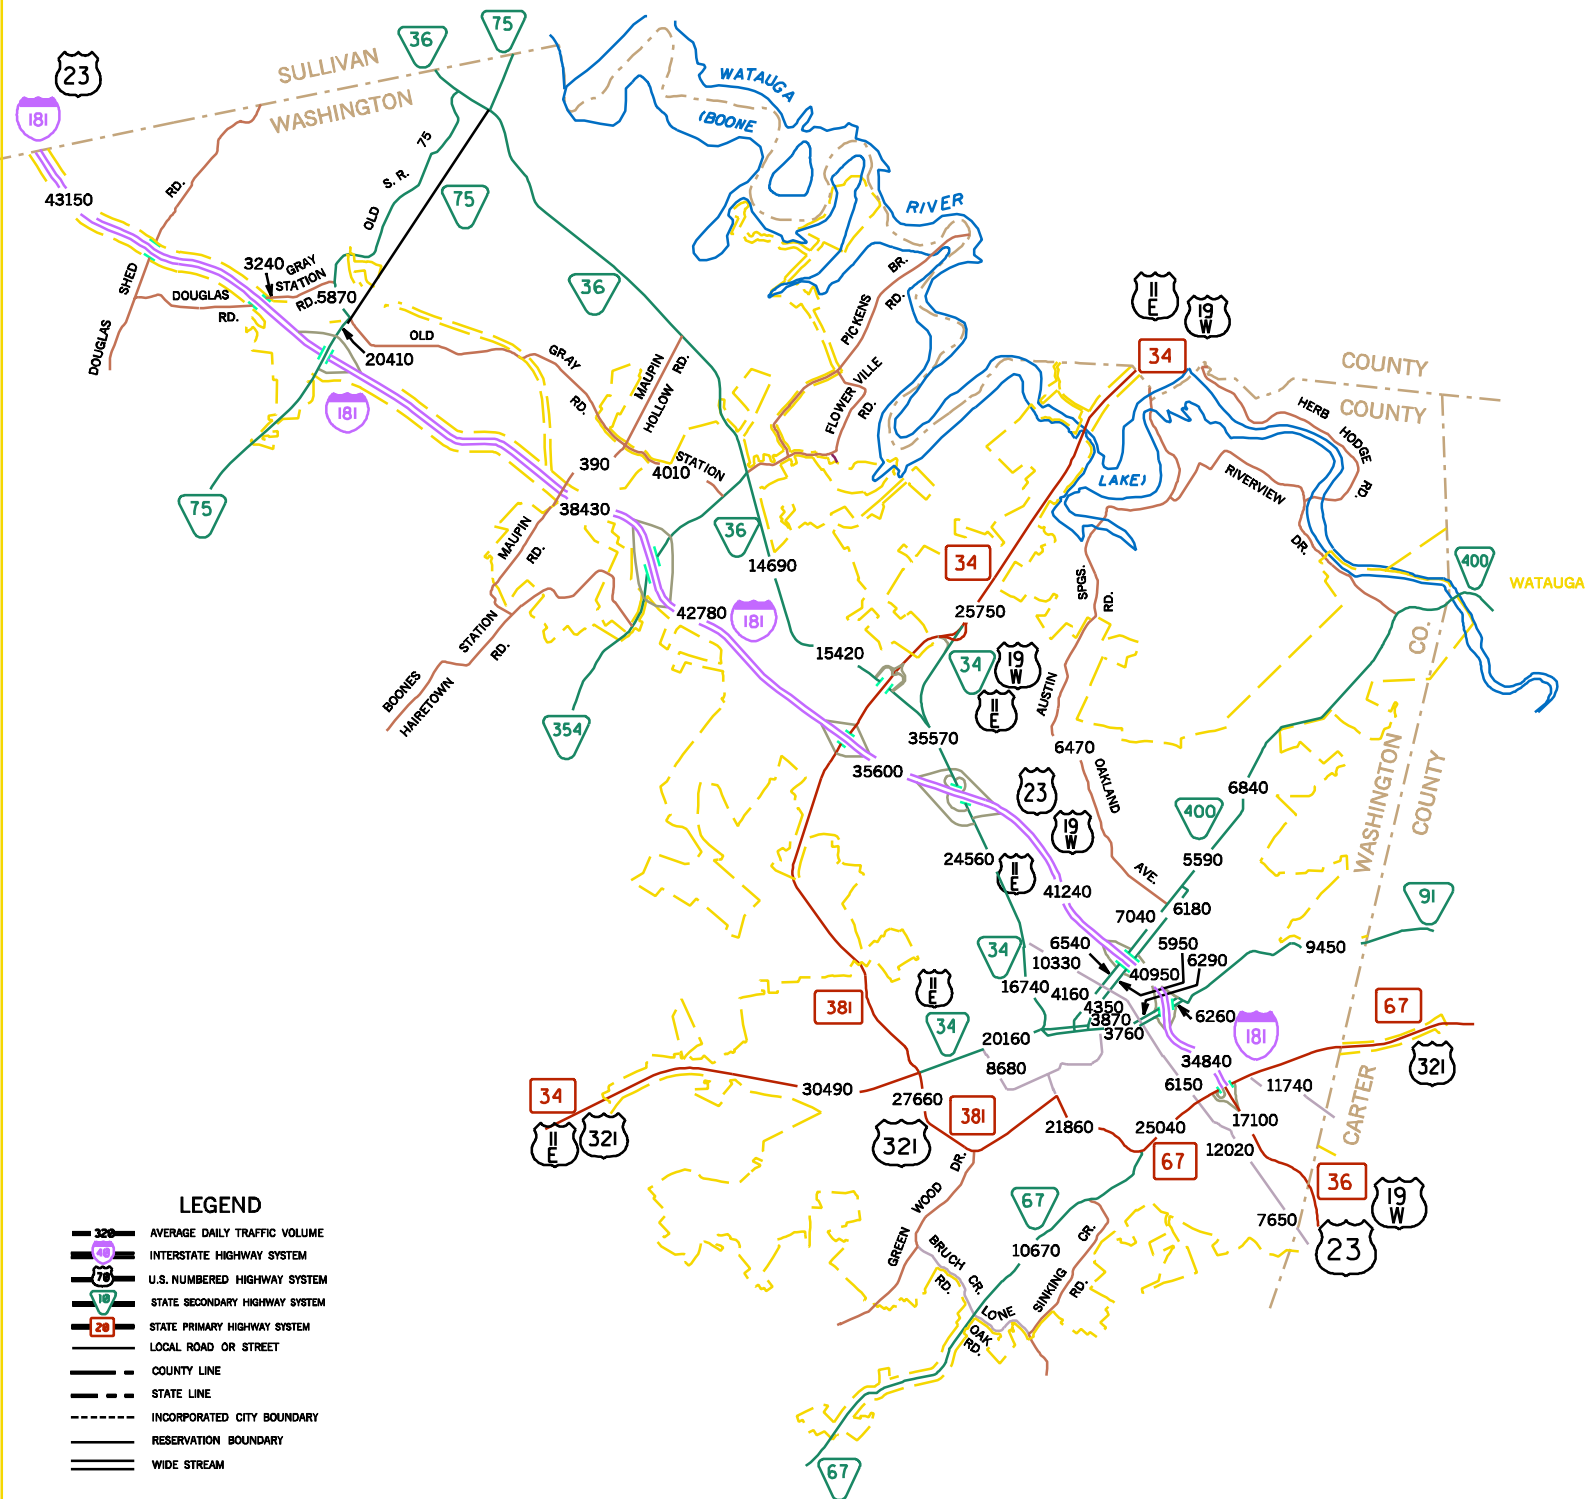 75
36
23
SULLIVAN
WASHINGTON
181
WATAUGA
(BOONE
43150
RD.
OLD S. R. 75
75
RIVER
3240
GRAY
STATION
RD.
5870
SHED
DOUGLAS
RD.
DOUGLAS
36
BR.
PICKENS
RD.
11
E
19
W
34
20410
OLD
GRAY
RD.
MAUPIN
HOLLOW RD.
FLOWER VILLE
RD.
COUNTY
COUNTY
181
HERB
HODGE
RD.
390
4010
STATION
LAKE)
RIVERVIEW
DR.
75
38430
MAUPIN
RD.
36
14690
34
400
WATAUGA
25750
SPGS.
RD.
42780
181
STATION
RD.
15420
34
19
W
11
E
CO.
BOONES
HAIRETOWN
AUSTIN
354
35570
6470
35600
OAKLAND
23
19
W
6840
WASHINGTON
COUNTY
400
24560
11
E
5590
41240
AVE.
91
7040
6180
34
6540
5950
9450
10330
6290
40950
16740
4160
11
E
381
4350
3870
3760
6260
67
34
20160
181
8680
34840
321
30490
27660
6150
11740
34
381
11
E
321
321
21860
25040
17100
12020
CARTER
67
DR.
WOOD
GREEN
67
36
19
W
LEGEND
320 AVERAGE DAILY TRAFFIC VOLUME
40 INTERSTATE HIGHWAY SYSTEM
70 U.S. NUMBERED HIGHWAY SYSTEM
10 STATE SECONDARY HIGHWAY SYSTEM
20 STATE PRIMARY HIGHWAY SYSTEM
LOCAL ROAD OR STREET
COUNTY LINE
STATE LINE
INCORPORATED CITY BOUNDARY
RESERVATION BOUNDARY
WIDE STREAM
7650
23
BRUCH CR.
RD.
10670
CR.
SINKING
RD.
LONE
OAK
RD.
67